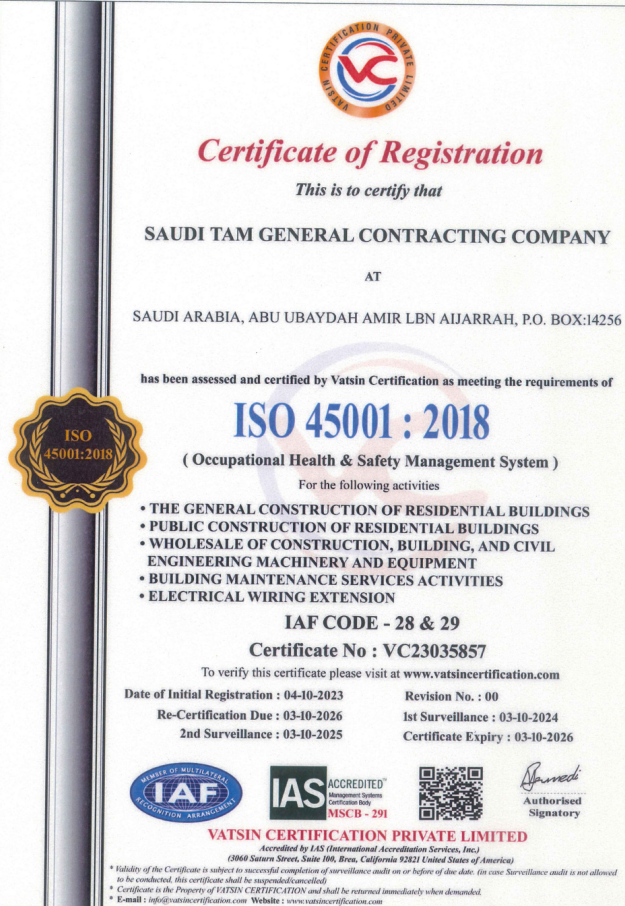 VATSIN CERTIFICATION PRIVATE LIMITED
VC
Certificate of Registration
This is to certify that
SAUDI TAM GENERAL CONTRACTING COMPANY
AT
SAUDI ARABIA, ABU UBAYDAH AMIR LBN AIJARRAH, P.O. BOX:14256
has been assessed and certified by Vatsin Certification as meeting the requirements of
ISO 45001 : 2018
ISO
45001:2018
( Occupational Health & Safety Management System )
For the following activities
• THE GENERAL CONSTRUCTION OF RESIDENTIAL BUILDINGS
• PUBLIC CONSTRUCTION OF RESIDENTIAL BUILDINGS
• WHOLESALE OF CONSTRUCTION, BUILDING, AND CIVIL
ENGINEERING MACHINERY AND EQUIPMENT
• BUILDING MAINTENANCE SERVICES ACTIVITIES
• ELECTRICAL WIRING EXTENSION
IAF CODE - 28 & 29
Certificate No : VC23035857
To verify this certificate please visit at www.vatsincertification.com
Date of Initial Registration : 04-10-2023
Revision No. : 00
Re-Certification Due : 03-10-2026
1st Surveillance : 03-10-2024
2nd Surveillance : 03-10-2025
Certificate Expiry : 03-10-2026
MEMBER OF MULTILATERAL
IAF
RECOGNITION ARRANGEMENT
IAS
ACCREDITED™
Management Systems
Certification Body
MSCB - 291
Authorised
Signatory
VATSIN CERTIFICATION PRIVATE LIMITED
Accredited by IAS (International Accreditation Services, Inc.)
(3060 Saturn Street, Suite 100, Brea, California 92821 United States of America)
* Validity of the Certificate is subject to successful completion of surveillance audit on or before of due date. (in case Surveillance audit is not allowed
to be conducted, this certificate shall be suspended/cancelled)
* Certificate is the Property of VATSIN CERTIFICATION and shall be returned immediately when demanded.
* E-mail : info@vatsincertification.com Website : www.vatsincertification.com